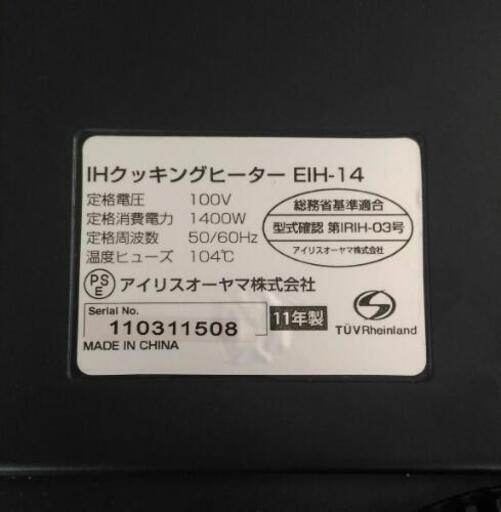 IHクッキングヒーター EIH-14
定格電圧 100V
定格消費電力 1400W
定格周波数 50/60Hz
温度ヒューズ 104℃
総務省基準適合
型式確認 第IRIH-03号
アイリスオーヤマ株式会社
PSE アイリスオーヤマ株式会社
Serial No.
110311508
11年製
MADE IN CHINA
TÜVRheinland